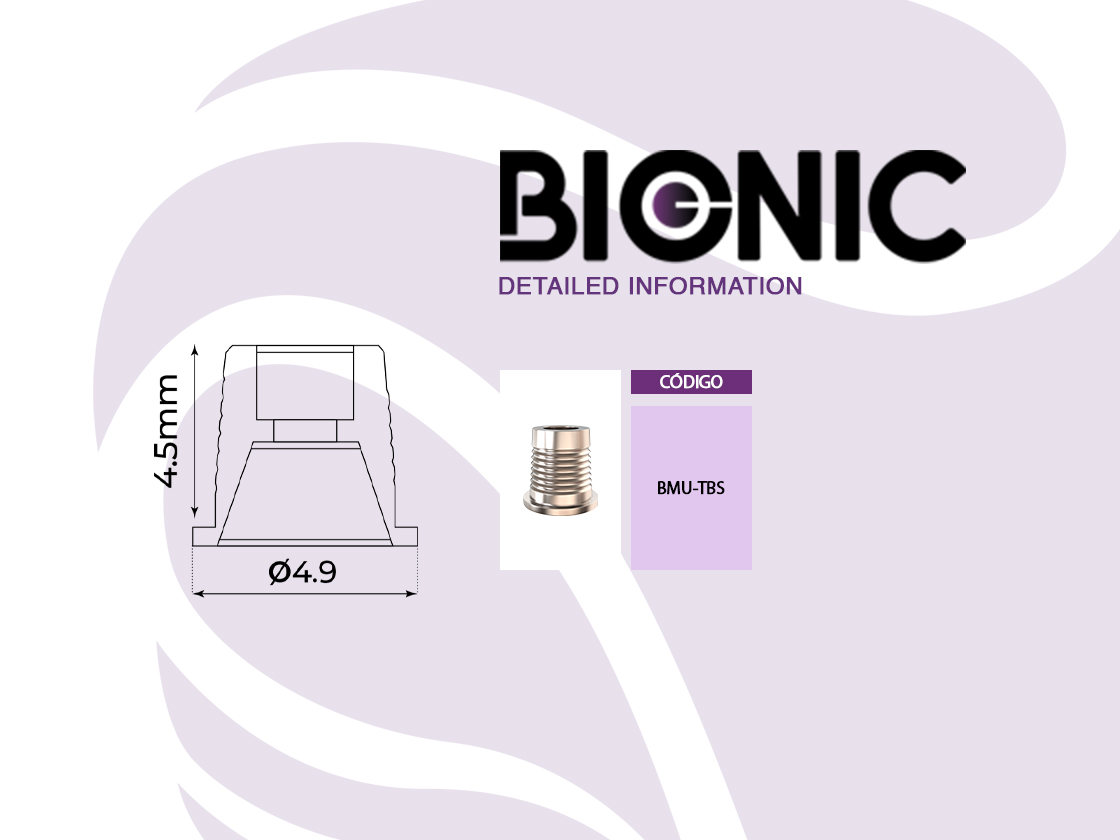 BIONIC
DETAILED INFORMATION
4.5mm
Ø4.9
CÓDIGO
BMU-TBS